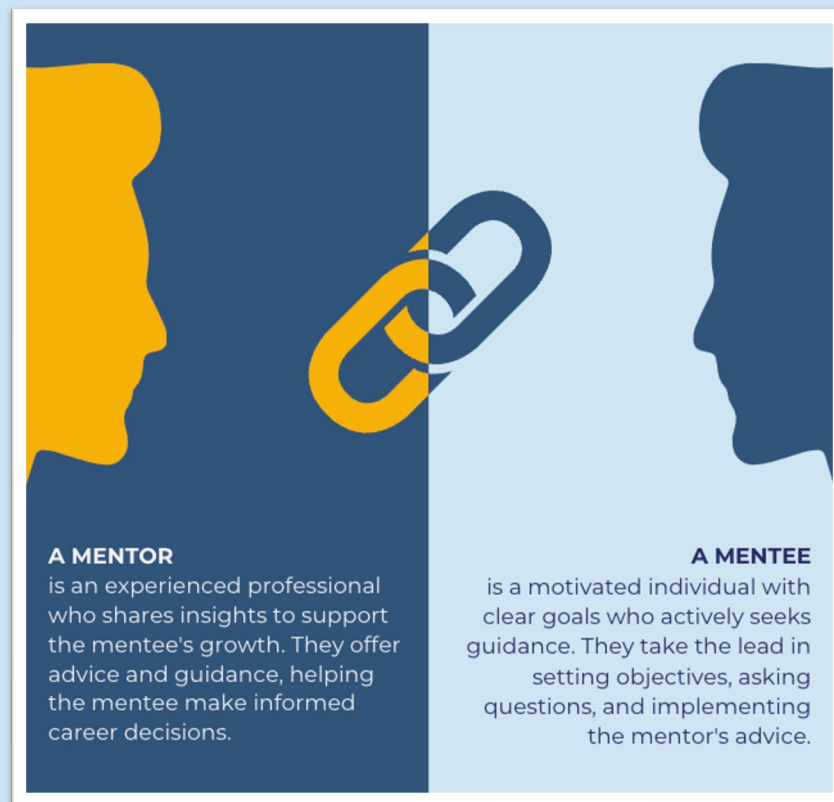 A MENTOR
is an experienced professional
who shares insights to support
the mentee's growth. They offer
advice and guidance, helping
the mentee make informed
career decisions.
A MENTEE
is a motivated individual with
clear goals who actively seeks
guidance. They take the lead in
setting objectives, asking
questions, and implementing
the mentor's advice.